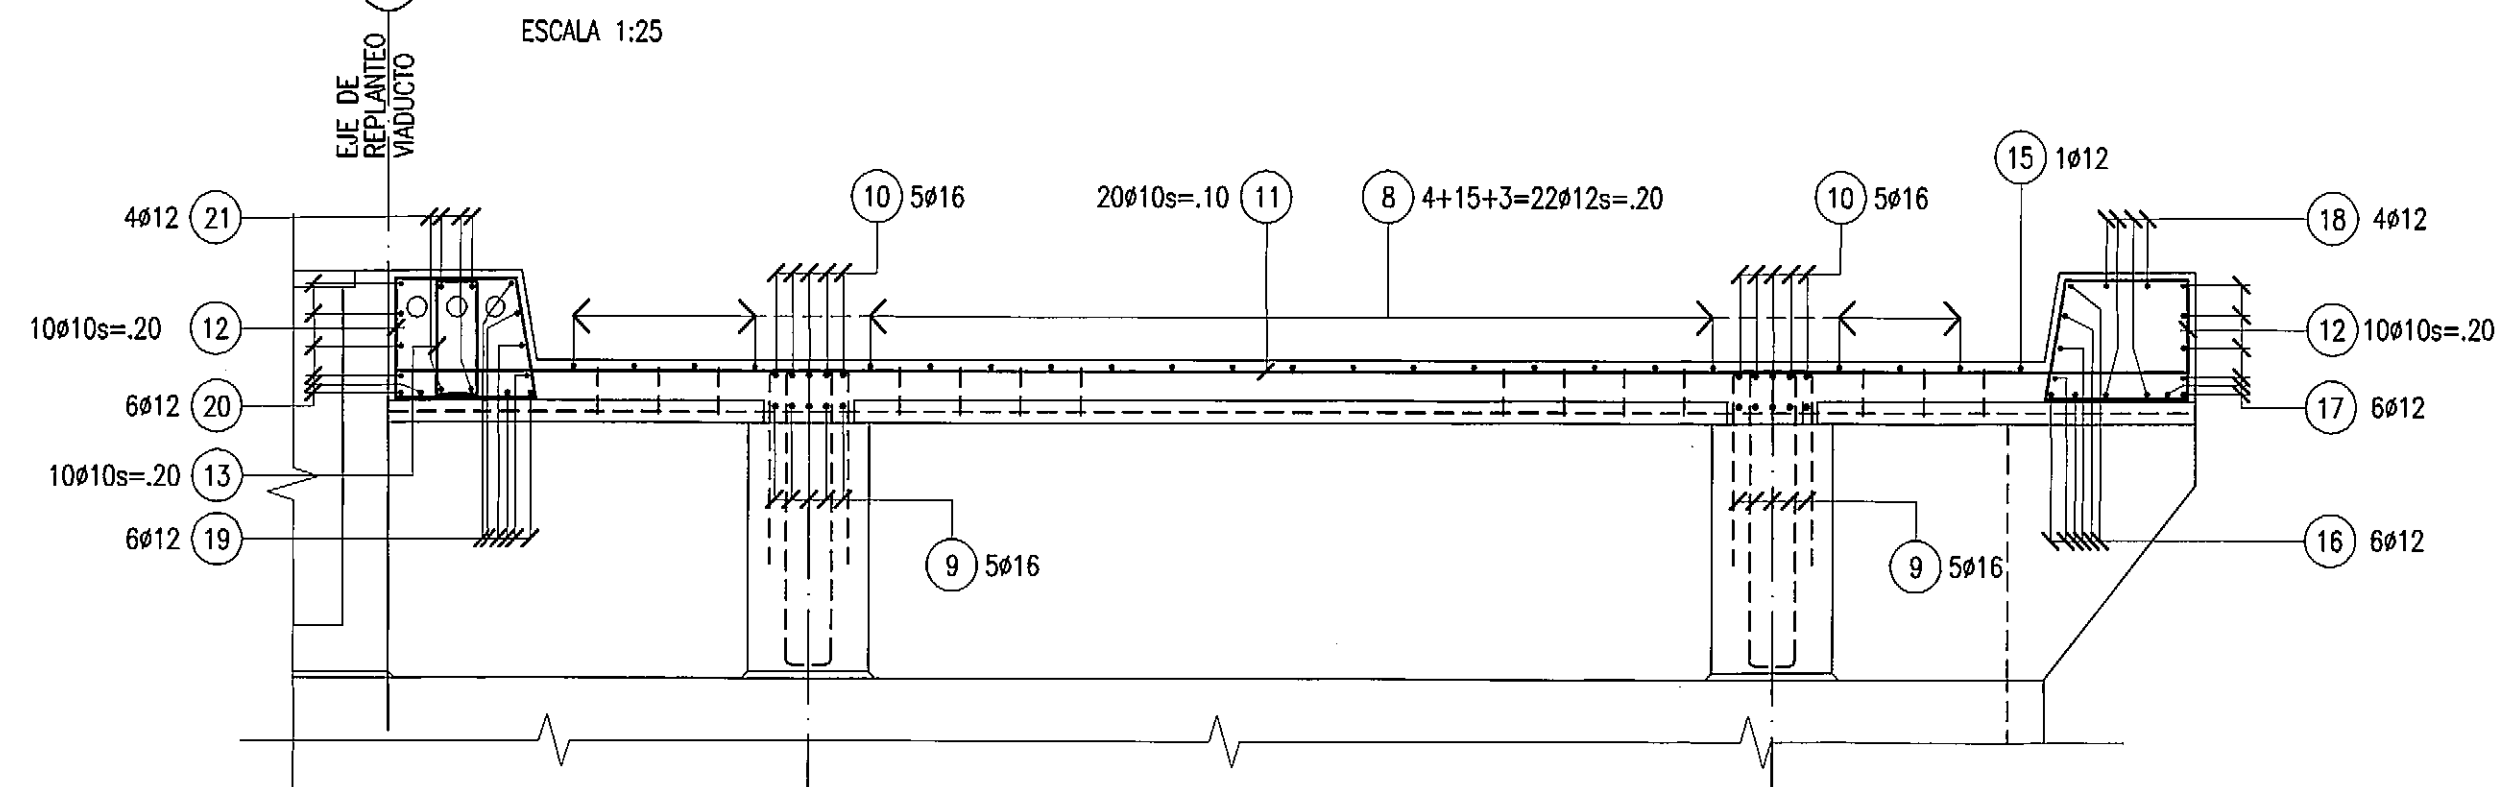 ESCALA 1:25
EJE DE
REPLANTEO
VIADUCTO
15 1ø12
4ø12 21
10 5ø16
20ø10s=.10 11
8 4+15+3=22ø12s=.20
10 5ø16
18 4ø12
10ø10s=.20 12
12 10ø10s=.20
6ø12 20
17 6ø12
10ø10s=.20 13
6ø12 19
9 5ø16
9 5ø16
16 6ø12